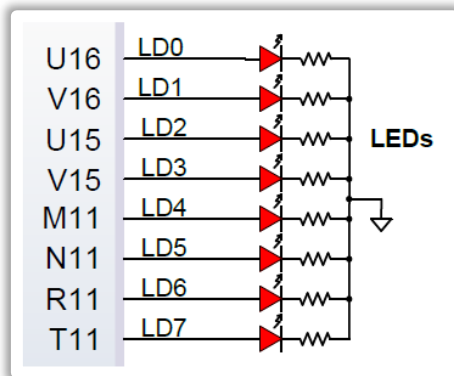 U16 LD0
V16 LD1
U15 LD2
V15 LD3
M11 LD4
N11 LD5
R11 LD6
T11 LD7
LEDs